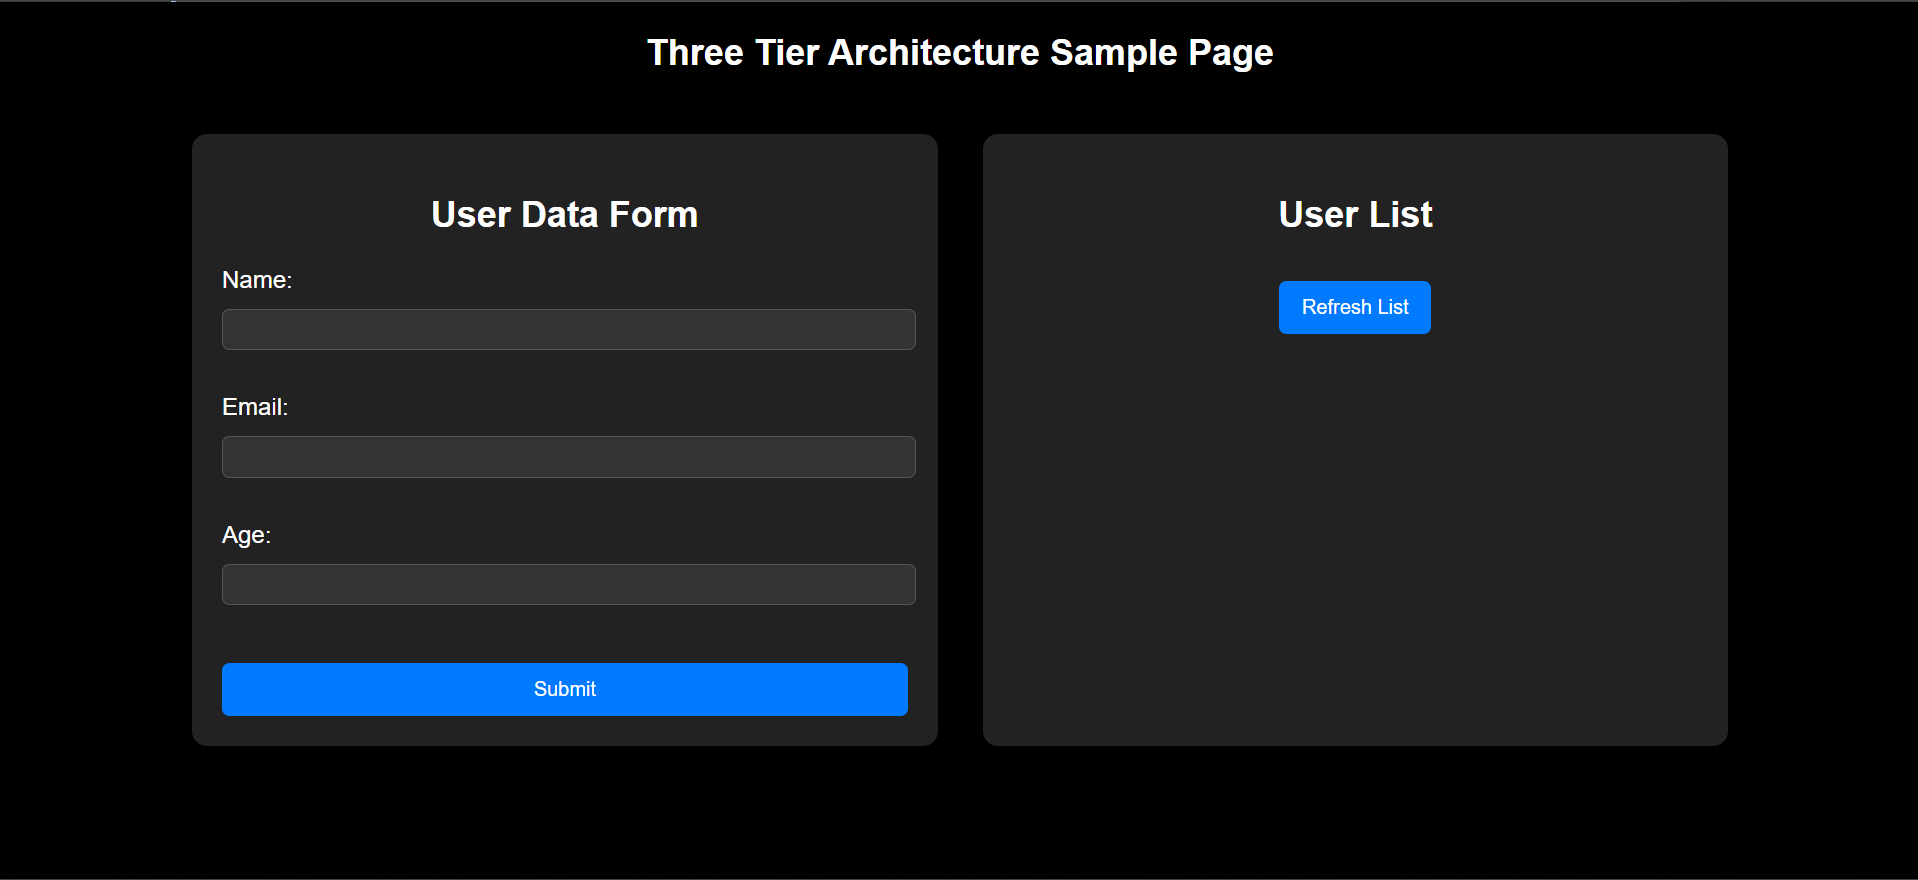 Three Tier Architecture Sample Page
User Data Form
Name:
Email:
Age:
Submit
User List
Refresh List